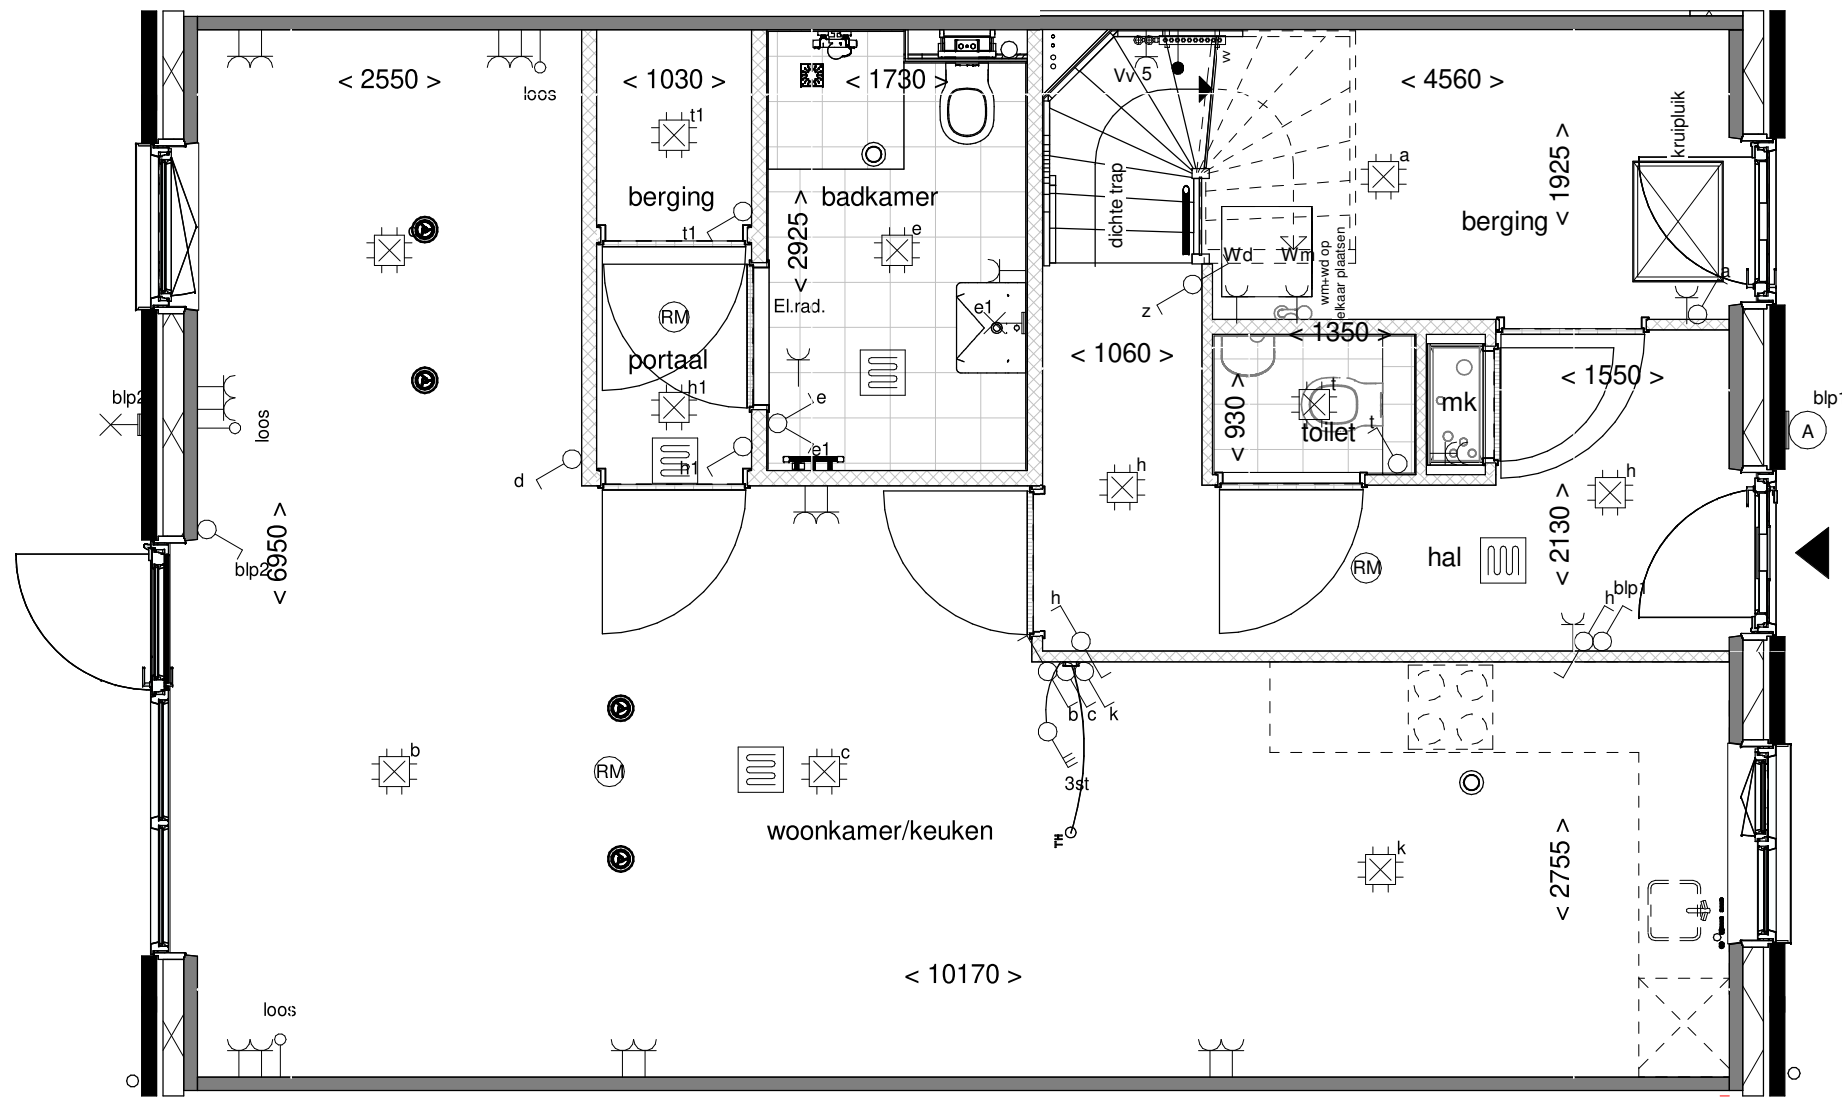 < 2550 >
< 1030 >
< 1730 >
Vv 5
vv
< 4560 >
loos
t1
kruipluik
a
< 1925 >
dichte trap
berging
badkamer
berging
t1
< 2925 >
e
Wd
Wm
wm+wd op
elkaar plaatsen
a
El.rad.
e1
z
RM
< 1350 >
portaal
< 1060 >
< 1550 >
h1
t
blp2
e
< 930 >
mk
toilet
t
A
loos
e1
h1
h
h
d
< 6950 >
< 2130 >
hal
RM
blp2
h
h
blp1
b
c
k
b
RM
c
3st
TH
woonkamer/keuken
k
< 2755 >
< 10170 >
loos